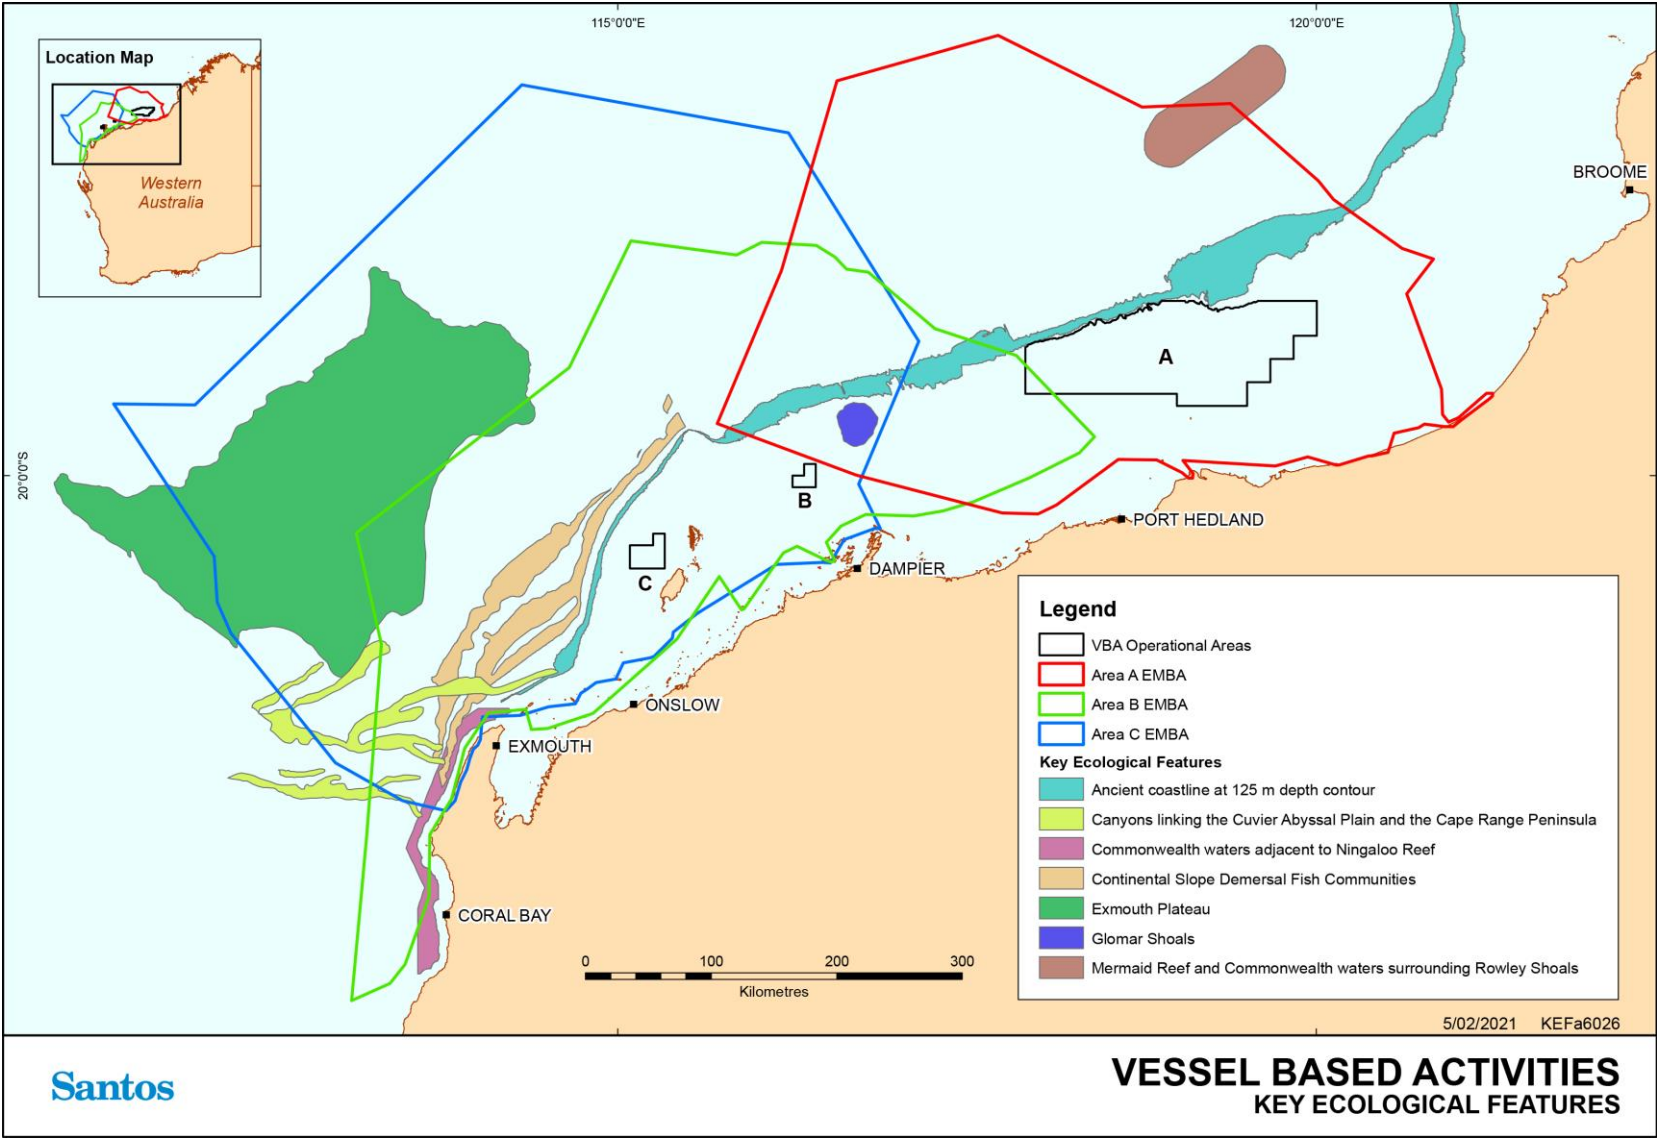 115°0'0"E
120°0'0"E
Location Map
Western
Australia
BROOME
A
20°0'0"S
B
PORT HEDLAND
DAMPIER
C
ONSLOW
EXMOUTH
CORAL BAY
0 100 200 300
Kilometres
Legend
VBA Operational Areas
Area A EMBA
Area B EMBA
Area C EMBA
Key Ecological Features
Ancient coastline at 125 m depth contour
Canyons linking the Cuvier Abyssal Plain and the Cape Range Peninsula
Commonwealth waters adjacent to Ningaloo Reef
Continental Slope Demersal Fish Communities
Exmouth Plateau
Glomar Shoals
Mermaid Reef and Commonwealth waters surrounding Rowley Shoals
5/02/2021 KEFa6026
Santos
VESSEL BASED ACTIVITIES
KEY ECOLOGICAL FEATURES